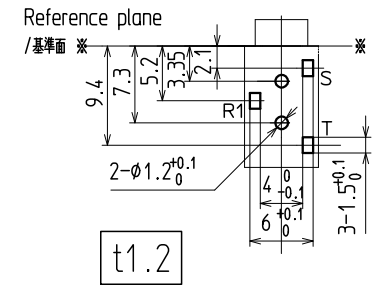 Reference plane
/基準面 ※ ※
9.4
7.3
5.2
3.35
2.1
S
R1
T
2-φ1.2 +0.1 0
4 0 -0.1
6 +0.1 0
3-1.5 +0.1 0
t1.2